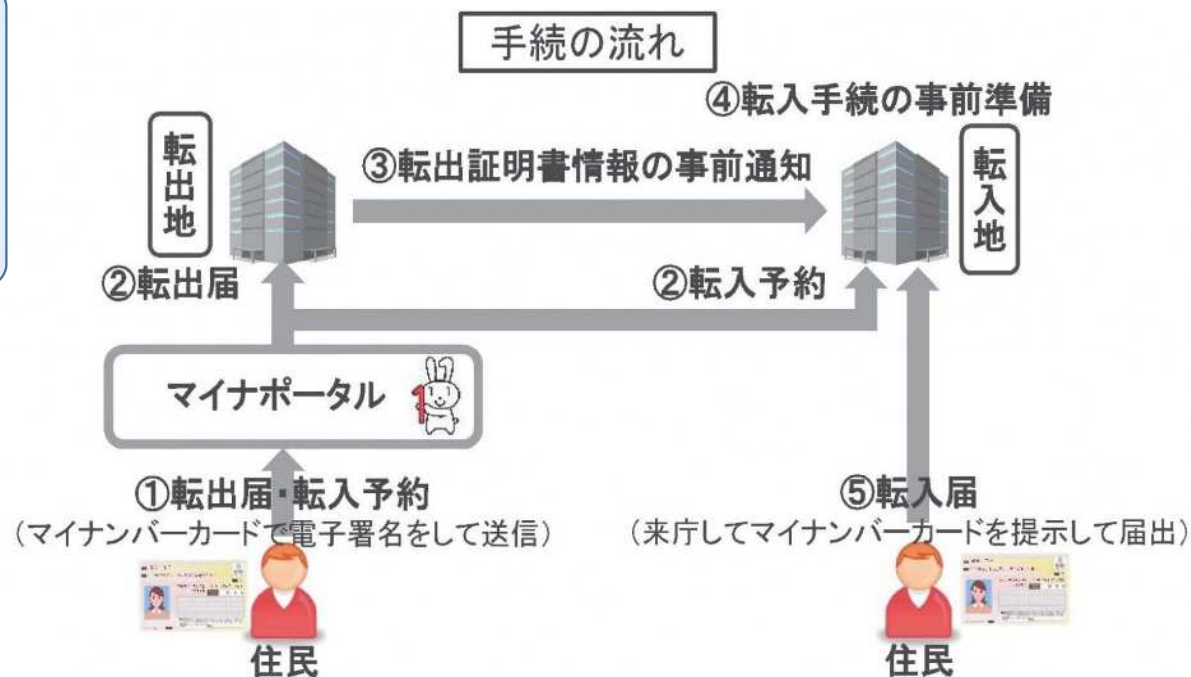 手続の流れ
④転入手続の事前準備
転出地
③転出証明書情報の事前通知
転入地
②転出届
②転入予約
マイナポータル
1
①転出届・転入予約
（マイナンバーカードで電子署名をして送信）
⑤転入届
（来庁してマイナンバーカードを提示して届出）
住民
住民